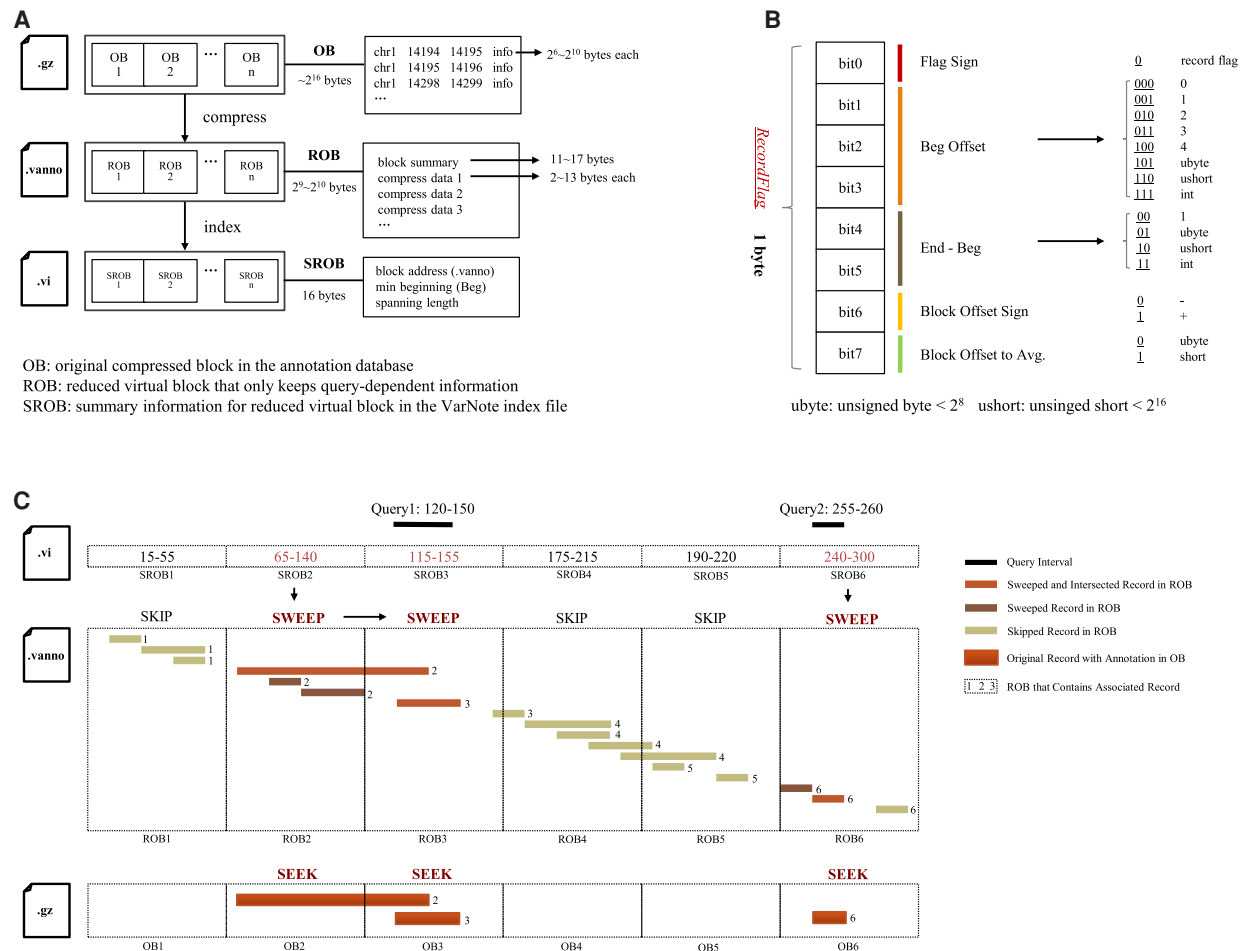 A
.gz
OB 1
OB 2
...
OB n
OB
~2^16 bytes
chr1 14194 14195 info
chr1 14195 14196 info
chr1 14298 14299 info
...
2^6~2^10 bytes each
compress
.vanno
ROB 1
ROB 2
...
ROB n
ROB
2^9~2^10 bytes
block summary
compress data 1
compress data 2
compress data 3
...
11~17 bytes
2~13 bytes each
index
.vi
SROB 1
SROB 2
...
SROB n
SROB
16 bytes
block address (.vanno)
min beginning (Beg)
spanning length
OB: original compressed block in the annotation database
ROB: reduced virtual block that only keeps query-dependent information
SROB: summary information for reduced virtual block in the VarNote index file
B
RecordFlag 1 byte
bit0
bit1
bit2
bit3
bit4
bit5
bit6
bit7
Flag Sign
Beg Offset
End - Beg
Block Offset Sign
Block Offset to Avg.
0 record flag
000 0
001 1
010 2
011 3
100 4
101 ubyte
110 ushort
111 int
00 1
01 ubyte
10 ushort
11 int
0 -
1 +
0 ubyte
1 short
ubyte: unsigned byte < 2^8 ushort: unsinged short < 2^16
C
Query1: 120-150
Query2: 255-260
.vi
15-55
65-140
115-155
175-215
190-220
240-300
SROB1
SROB2
SROB3
SROB4
SROB5
SROB6
SKIP
SWEEP
SWEEP
SKIP
SKIP
SWEEP
.vanno
1
1
1
2
2
2
3
3
4
4
4
4
5
5
6
6
6
ROB1
ROB2
ROB3
ROB4
ROB5
ROB6
SEEK
SEEK
SEEK
.gz
2
3
6
OB1
OB2
OB3
OB4
OB5
OB6
Query Interval
Sweeped and Intersected Record in ROB
Sweeped Record in ROB
Skipped Record in ROB
Original Record with Annotation in OB
1 2 3 ROB that Contains Associated Record